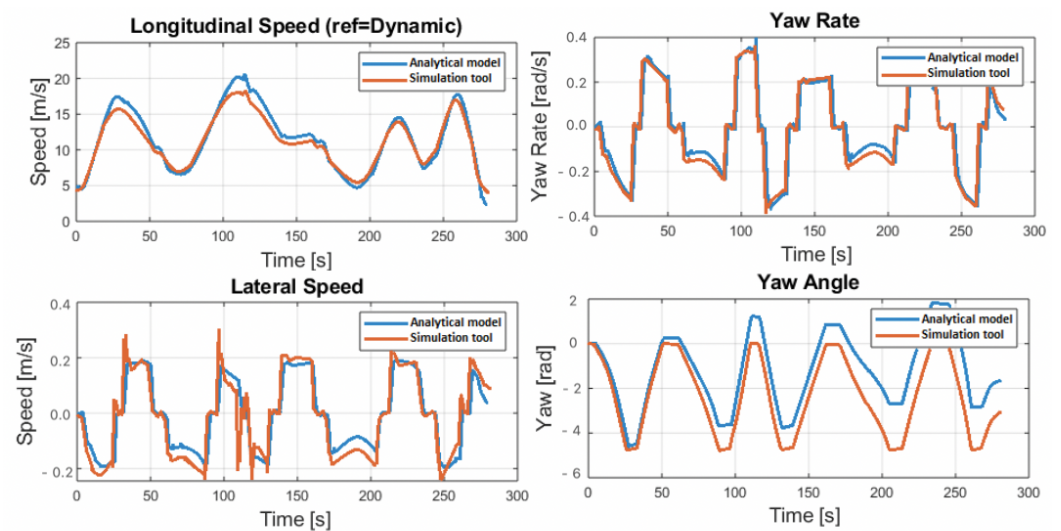 Longitudinal Speed (ref=Dynamic)
25
20
15
10
5
0
Speed [m/s]
Analytical model
Simulation tool
0 50 100 150 200 250 300
Time [s]
Yaw Rate
0.4
0.2
0.0
- 0.2
- 0.4
Yaw Rate [rad/s]
Analytical model
Simulation tool
0 50 100 150 200 250 300
Time [s]
Lateral Speed
0.4
0.2
0.0
- 0.2
Speed [m/s]
Analytical model
Simulation tool
0 50 100 150 200 250 300
Time [s]
Yaw Angle
2
0
- 2
- 4
- 6
Yaw [rad]
Analytical model
Simulation tool
0 50 100 150 200 250 300
Time [s]